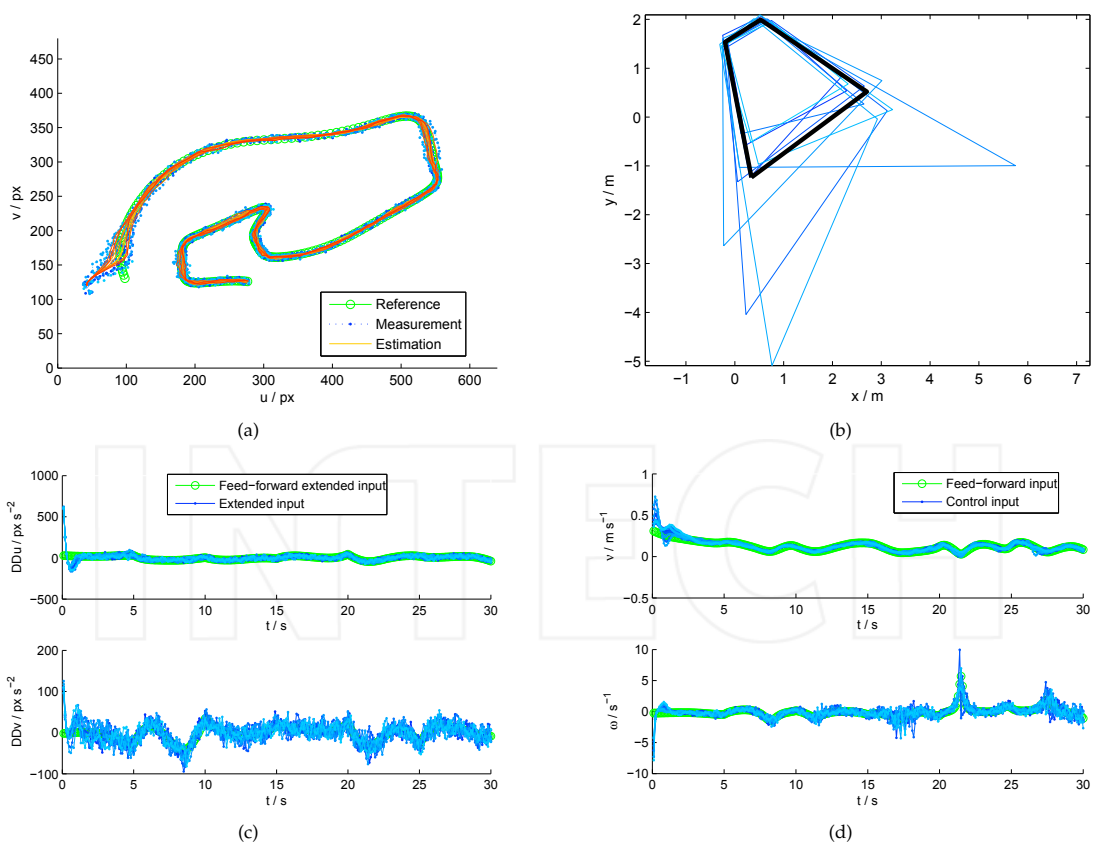 450
400
350
300
250
200
150
100
50
0
v / px
0 100 200 300 400 500 600
u / px
Reference
Measurement
Estimation
(a)
2
1
0
−1
−2
−3
−4
−5
y / m
−1 0 1 2 3 4 5 6 7
x / m
(b)
INTECH
1000
500
0
−500
DDu / px s⁻²
Feed−forward extended input
Extended input
0 5 10 15 20 25 30
t / s
200
100
0
−100
DDv / px s⁻²
0 5 10 15 20 25 30
t / s
(c)
1
0.5
0
−0.5
v / m s⁻¹
Feed−forward input
Control input
0 5 10 15 20 25 30
t / s
10
5
0
−5
−10
ω / s⁻¹
0 5 10 15 20 25 30
t / s
(d)